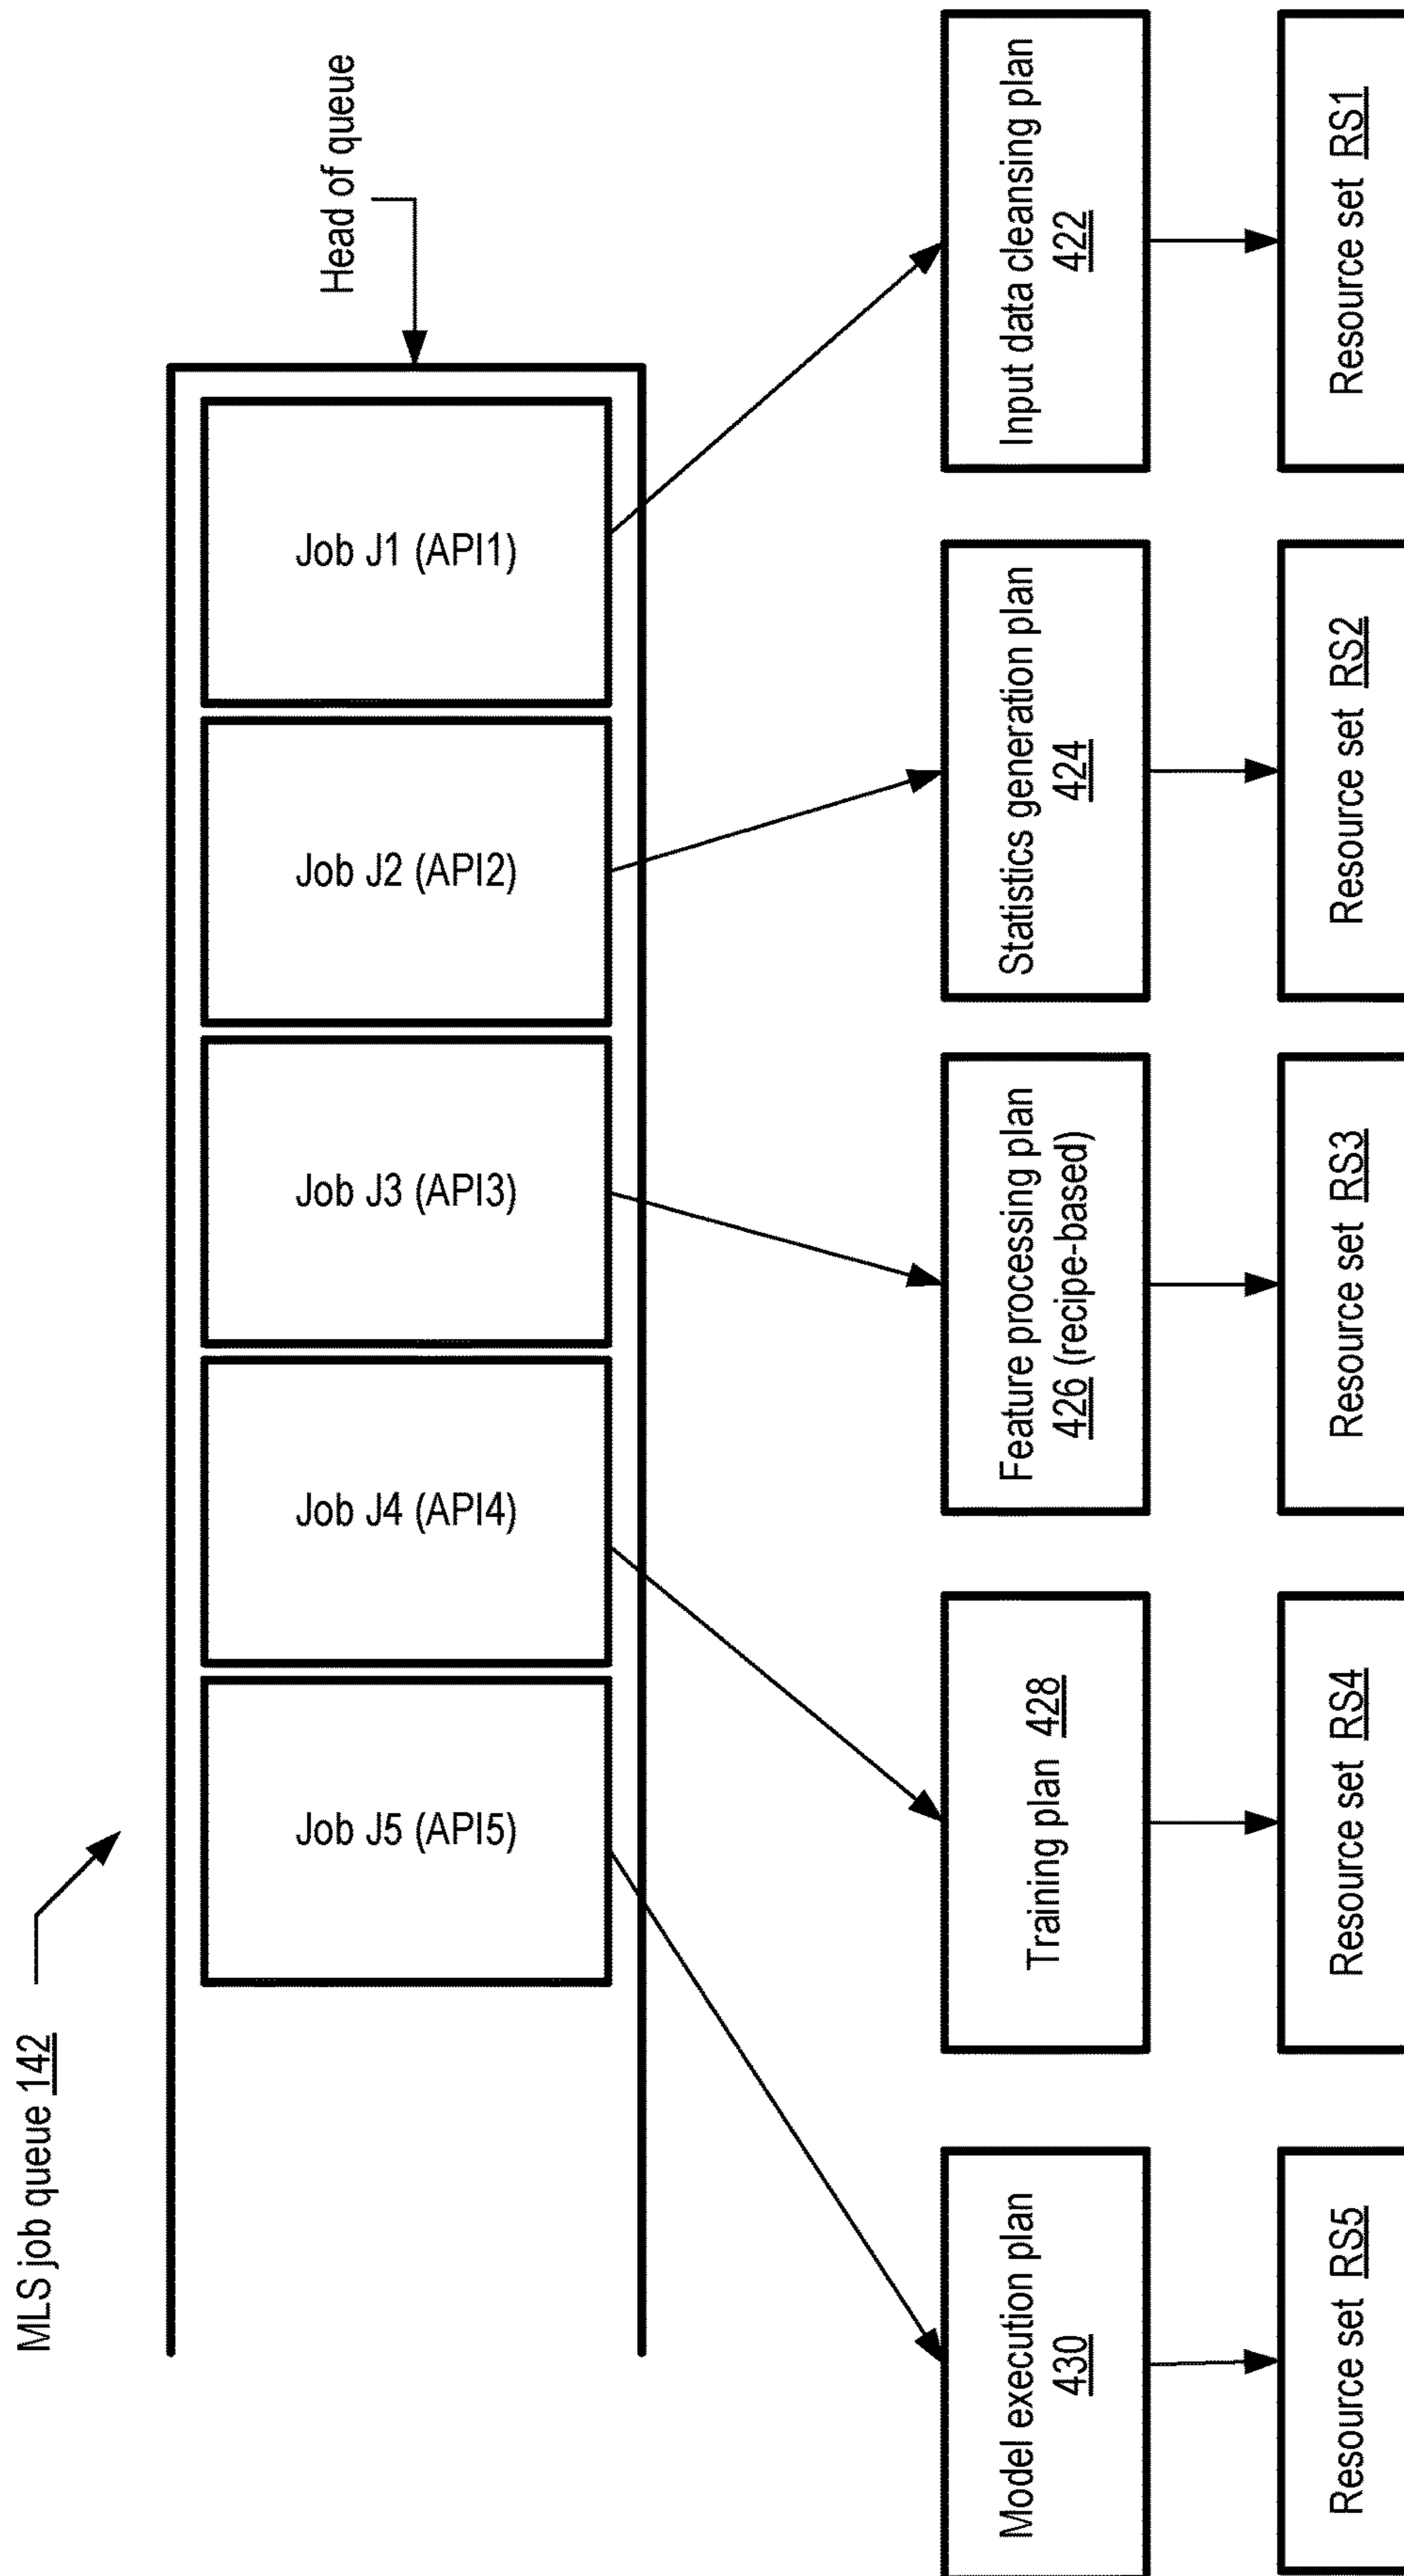 MLS job queue 142
Head of queue
Job J5 (API5)
Job J4 (API4)
Job J3 (API3)
Job J2 (API2)
Job J1 (API1)
Model execution plan
430
Training plan 428
Feature processing plan
426 (recipe-based)
Statistics generation plan
424
Input data cleansing plan
422
Resource set RS5
Resource set RS4
Resource set RS3
Resource set RS2
Resource set RS1